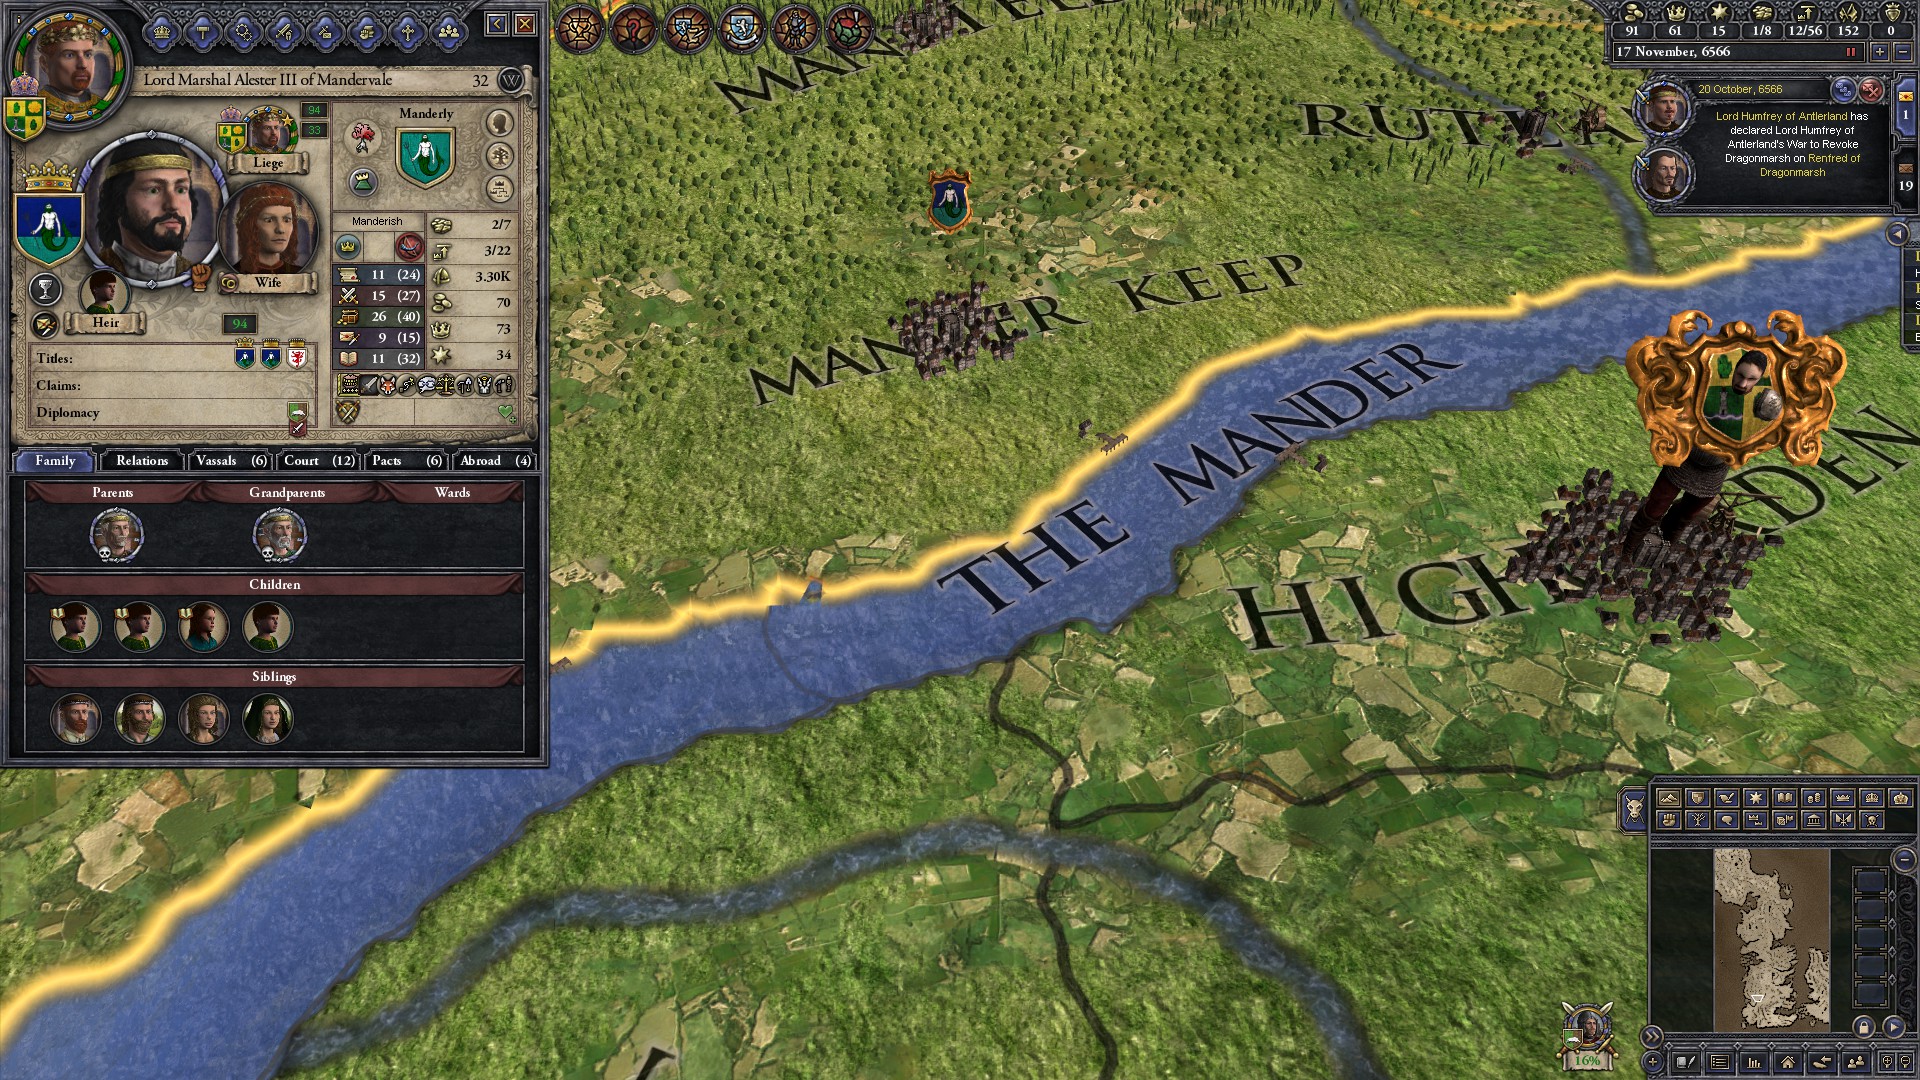 Lord Marshal Alester III of Mandervale
32
94
33
Liege
Manderly
Wife
Heir
94
Manderish
2/7
3/22
3.30K
70
73
34
11 (24)
15 (27)
26 (40)
9 (15)
11 (32)
Titles:
Claims:
Diplomacy
Family
Relations
Vassals (6)
Court (12)
Pacts (6)
Abroad (4)
Parents
Grandparents
Wards
Children
Siblings
MANDER KEEP
THE MANDER
91
61
15
1/8
12/56
152
0
17 November, 6566
20 October, 6566
Lord Humfrey of Antlerland has
declared Lord Humfrey of
Antlerland's War to Revoke
Dragonmarsh on Renfred of
Dragonmarsh
1
19
16%